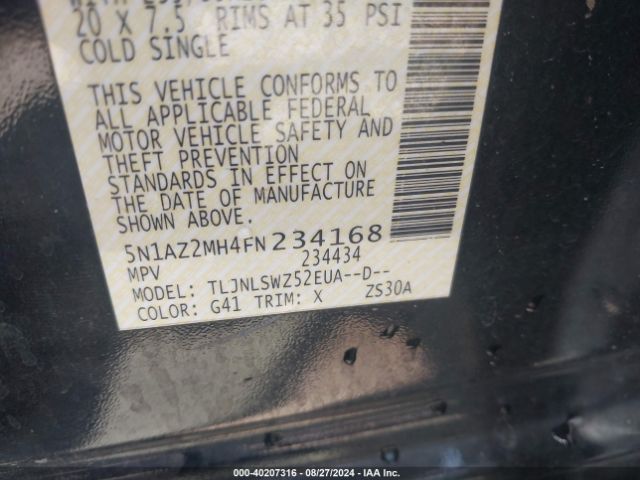 20 X 7.5 RIMS AT 35 PSI
COLD SINGLE
THIS VEHICLE CONFORMS TO
ALL APPLICABLE FEDERAL
MOTOR VEHICLE SAFETY AND
THEFT PREVENTION
STANDARDS IN EFFECT ON
THE DATE OF MANUFACTURE
SHOWN ABOVE.
5N1AZ2MH4FN234168
234434
MPV
MODEL: TLJNLSWZ52EUA--D--
COLOR: G41 TRIM: X ZS30A
000-40207316 - 08/27/2024 - IAA Inc.